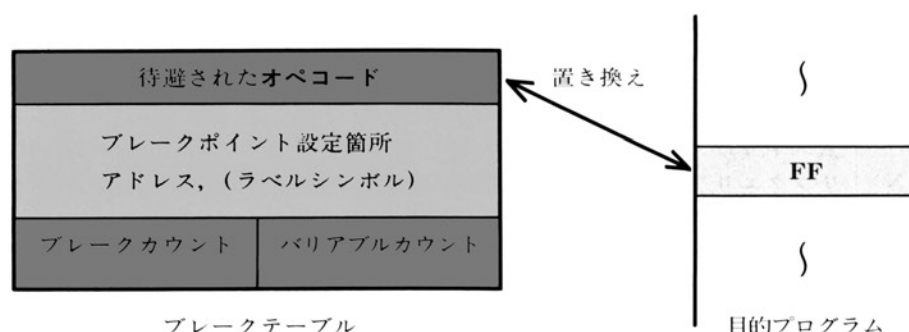 待避されたオペコード
置き換え
ブレークポイント設定箇所
アドレス,(ラベルシンボル)
FF
ブレークカウント
バリアブルカウント
ブレークテーブル
目的プログラム